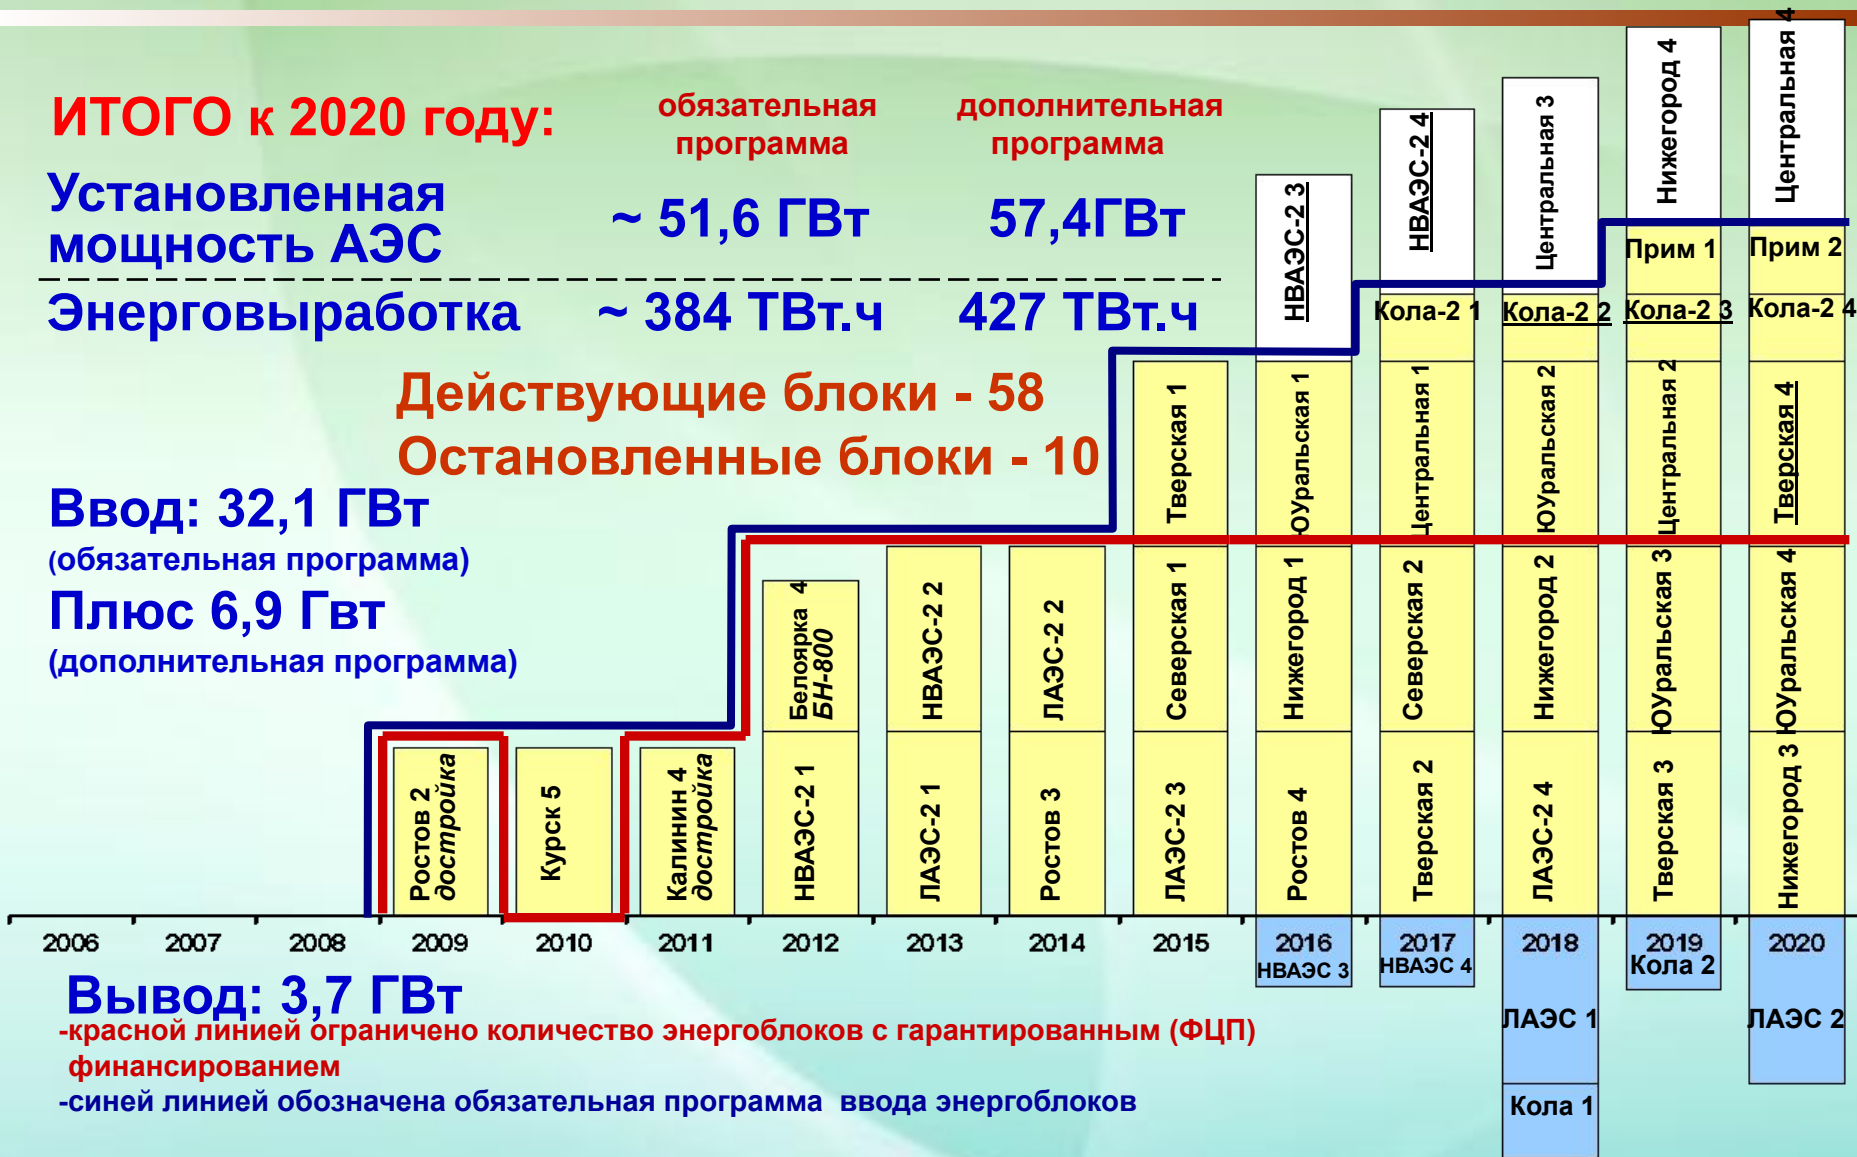 ИТОГО к 2020 году:
обязательная
программа
дополнительная
программа
Установленная
мощность АЭС
~ 51,6 ГВт
57,4ГВт
Энерговыработка
~ 384 ТВт.ч
427 ТВт.ч
Действующие блоки - 58
Остановленные блоки - 10
Ввод: 32,1 ГВт
(обязательная программа)
Плюс 6,9 Гвт
(дополнительная программа)
Ростов 2
достройка
Курск 5
Калинин 4
достройка
Белоярка 4
БН-800
НВАЭС-2 1
НВАЭС-2 2
ЛАЭС-2 1
ЛАЭС-2 2
Ростов 3
Тверская 1
Северская 1
ЛАЭС-2 3
НВАЭС-2 3
ЮУральская 1
Нижегород 1
Ростов 4
НВАЭС-2 4
Кола-2 1
Центральная 1
Северская 2
Тверская 2
Центральная 3
Кола-2 2
ЮУральская 2
Нижегород 2
ЛАЭС-2 4
Нижегород 4
Прим 1
Кола-2 3
Центральная 2
ЮУральская 3
Тверская 3
Центральная 4
Прим 2
Кола-2 4
Тверская 4
ЮУральская 4
Нижегород 3
2006
2007
2008
2009
2010
2011
2012
2013
2014
2015
2016
2017
2018
2019
2020
НВАЭС 3
НВАЭС 4
ЛАЭС 1
Кола 1
Кола 2
ЛАЭС 2
Вывод: 3,7 ГВт
-красной линией ограничено количество энергоблоков с гарантированным (ФЦП)
финансированием
-синей линией обозначена обязательная программа ввода энергоблоков